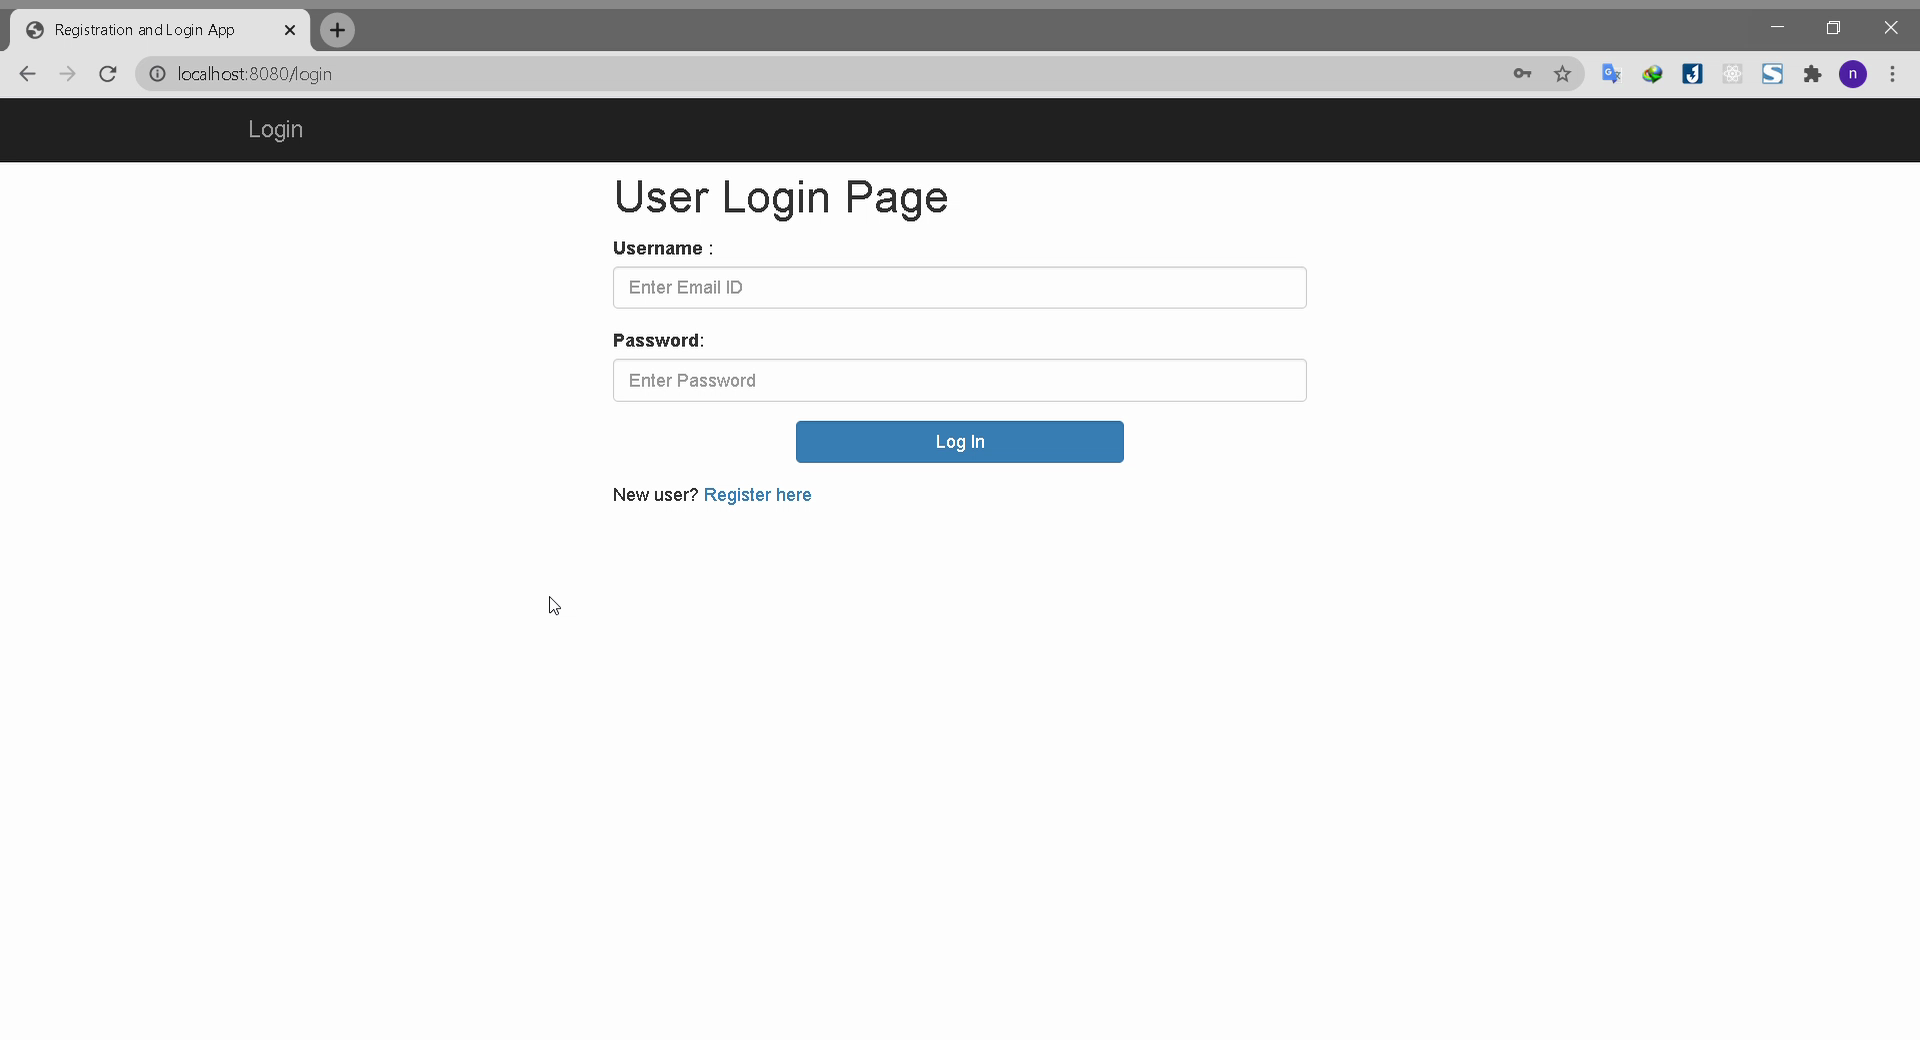 Registration and Login App
localhost:8080/login
n
Login
User Login Page
Username :
Enter Email ID
Password:
Enter Password
Log In
New user? Register here